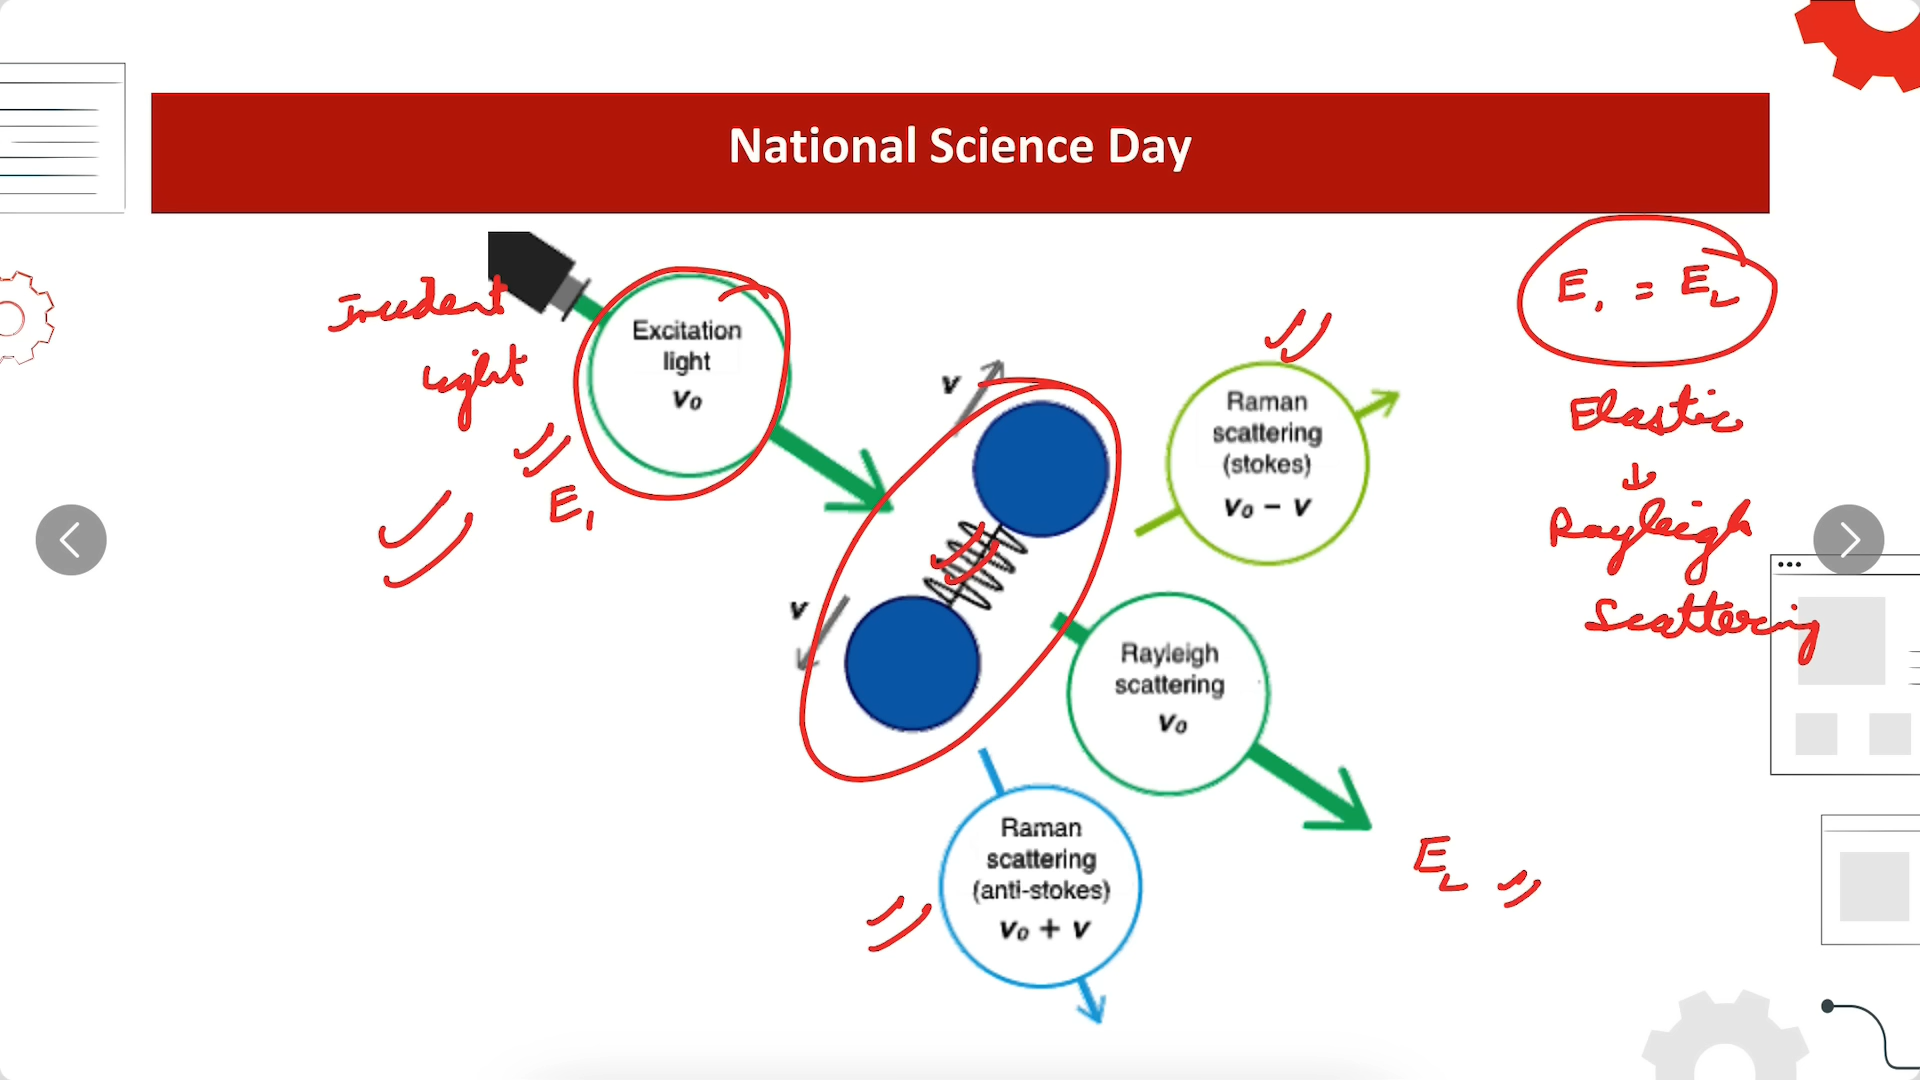 National Science Day
Incident
light
E1
Excitation
light
v0
v
v
Raman
scattering
(stokes)
v0 – v
Rayleigh
scattering
v0
Raman
scattering
(anti-stokes)
v0 + v
E1 = E2
Elastic
↓
Rayleigh
Scattering
E2